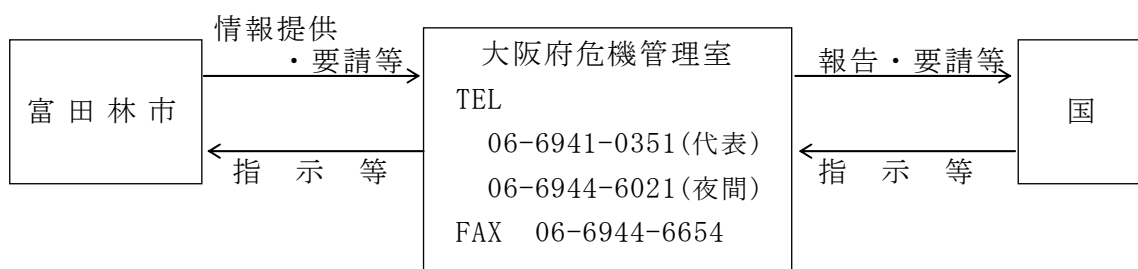 富田林市
情報提供
・要請等
指示等
大阪府危機管理室
TEL
06-6941-0351(代表)
06-6944-6021(夜間)
FAX 06-6944-6654
報告・要請等
指示等
国